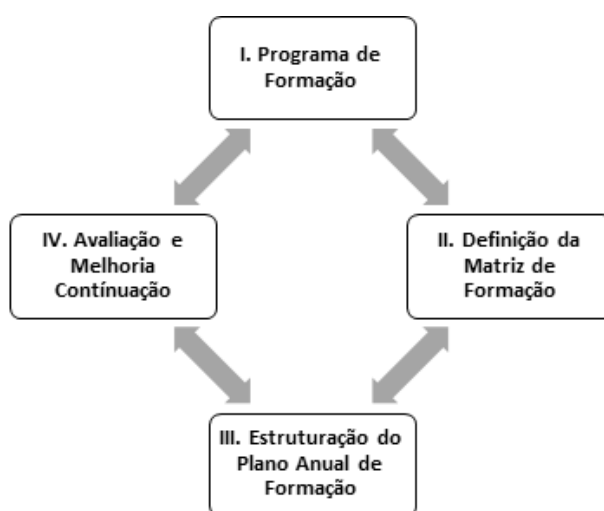 I. Programa de
Formação
IV. Avaliação e
Melhoria
Contínuação
II. Definição da
Matriz de
Formação
III. Estruturação do
Plano Anual de
Formação